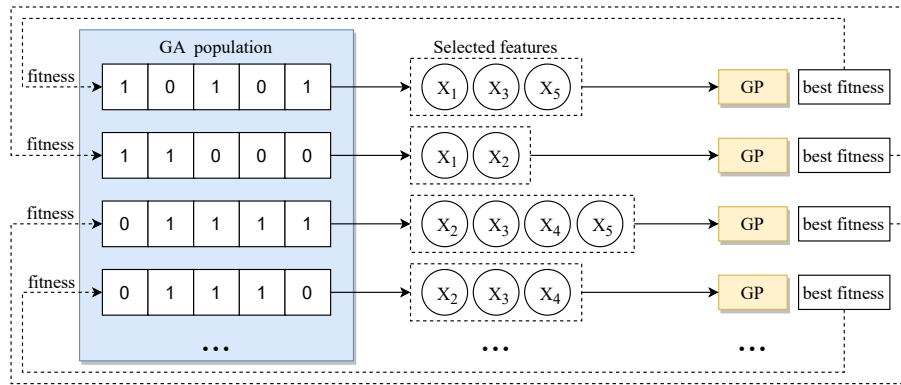 GA population
Selected features
fitness
1 0 1 0 1
X1 X3 X5
GP
best fitness
fitness
1 1 0 0 0
X1 X2
GP
best fitness
fitness
0 1 1 1 1
X2 X3 X4 X5
GP
best fitness
fitness
0 1 1 1 0
X2 X3 X4
GP
best fitness
... ... ...